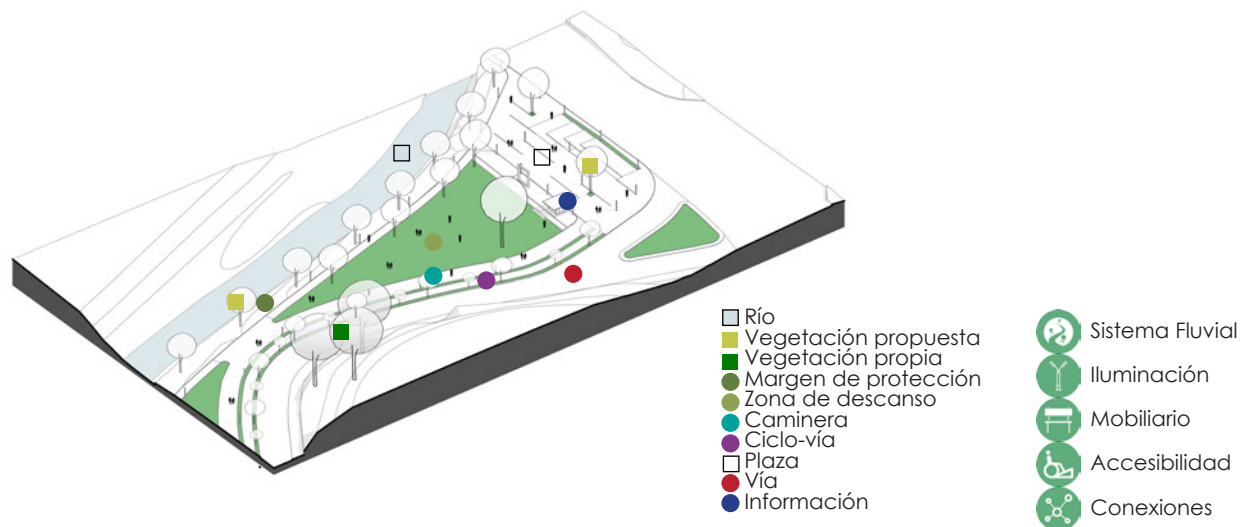 Río
Vegetación propuesta
Vegetación propia
Margen de protección
Zona de descanso
Caminera
Ciclo-vía
Plaza
Vía
Información
Sistema Fluvial
Iluminación
Mobiliario
Accesibilidad
Conexiones